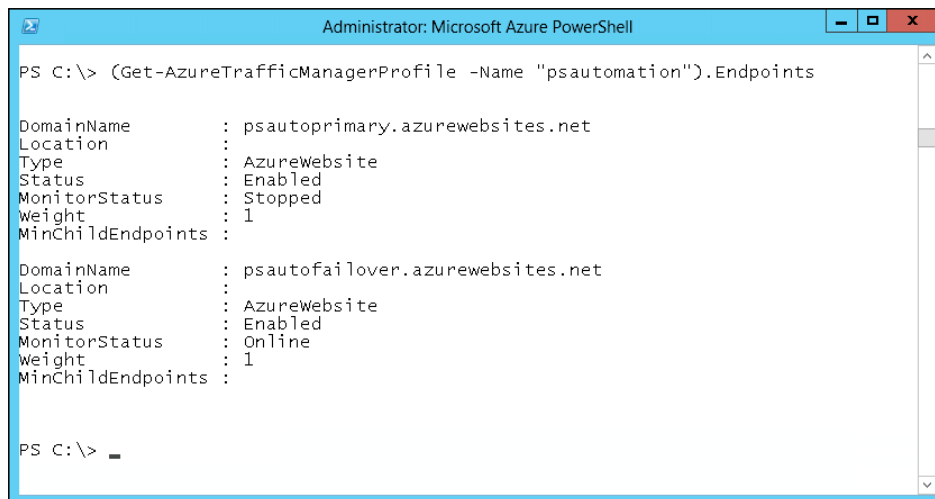 Administrator: Microsoft Azure PowerShell
PS C:\> (Get-AzureTrafficManagerProfile -Name "psautomation").Endpoints
DomainName : psautoprimary.azurewebsites.net
Location :
Type : AzureWebsite
Status : Enabled
MonitorStatus : Stopped
Weight : 1
MinChildEndpoints :
DomainName : psautofailover.azurewebsites.net
Location :
Type : AzureWebsite
Status : Enabled
MonitorStatus : Online
Weight : 1
MinChildEndpoints :
PS C:\> _